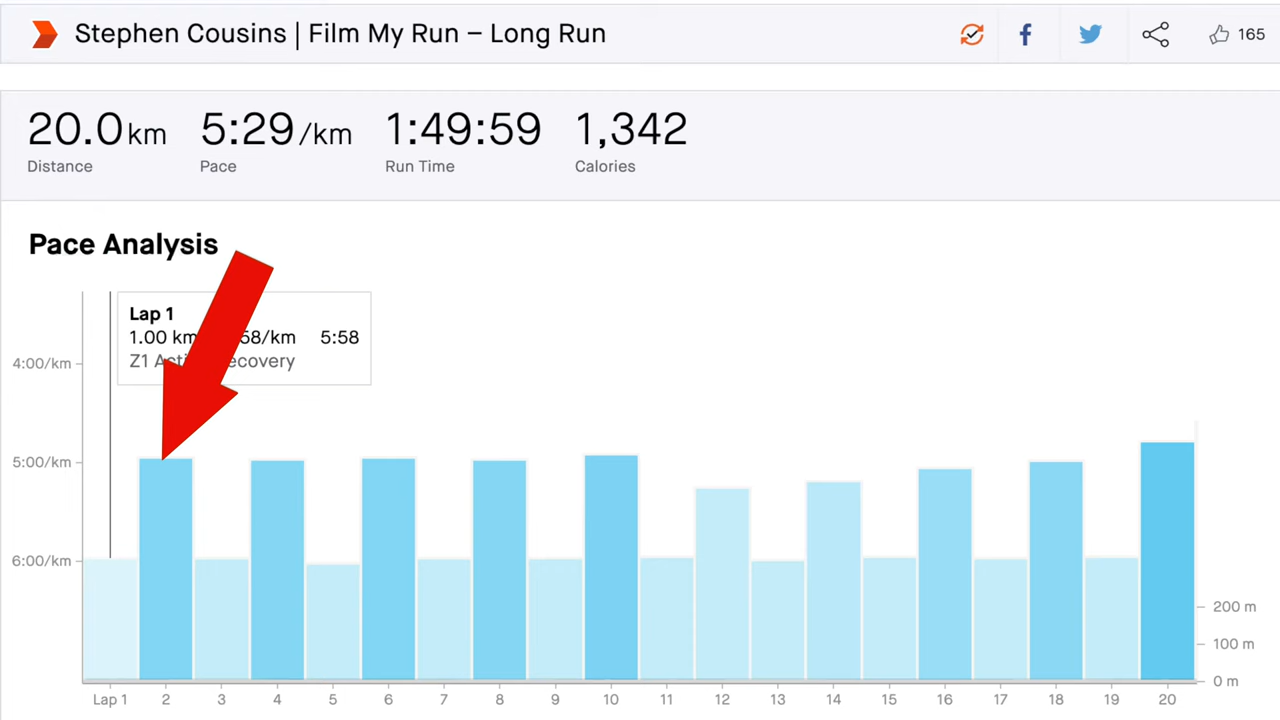 Stephen Cousins | Film My Run – Long Run
165
20.0 km 5:29 /km 1:49:59 1,342
Distance Pace Run Time Calories
Pace Analysis
Lap 1
1.00 km 58/km 5:58
Z1
4:00/km
5:00/km
6:00/km
200 m
100 m
0 m
Lap 1 2 3 4 5 6 7 8 9 10 11 12 13 14 15 16 17 18 19 20